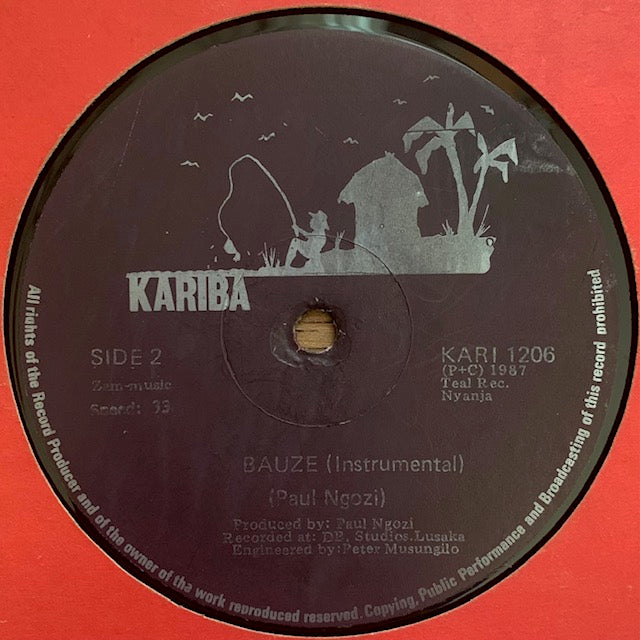 KARIBA
SIDE 2
Zam-music
Speed: 33
KARI 1206
(P+C) 1987
Teal Rec.
Nyanja
BAUZE (Instrumental)
(Paul Ngozi)
Produced by: Paul Ngozi
Recorded at: DB. Studios.Lusaka
Engineered by:Peter Musungilo
All rights of the Record Producer and of the owner of the work reproduced reserved. Copying, Public Performance and Broadcasting of this record prohibited